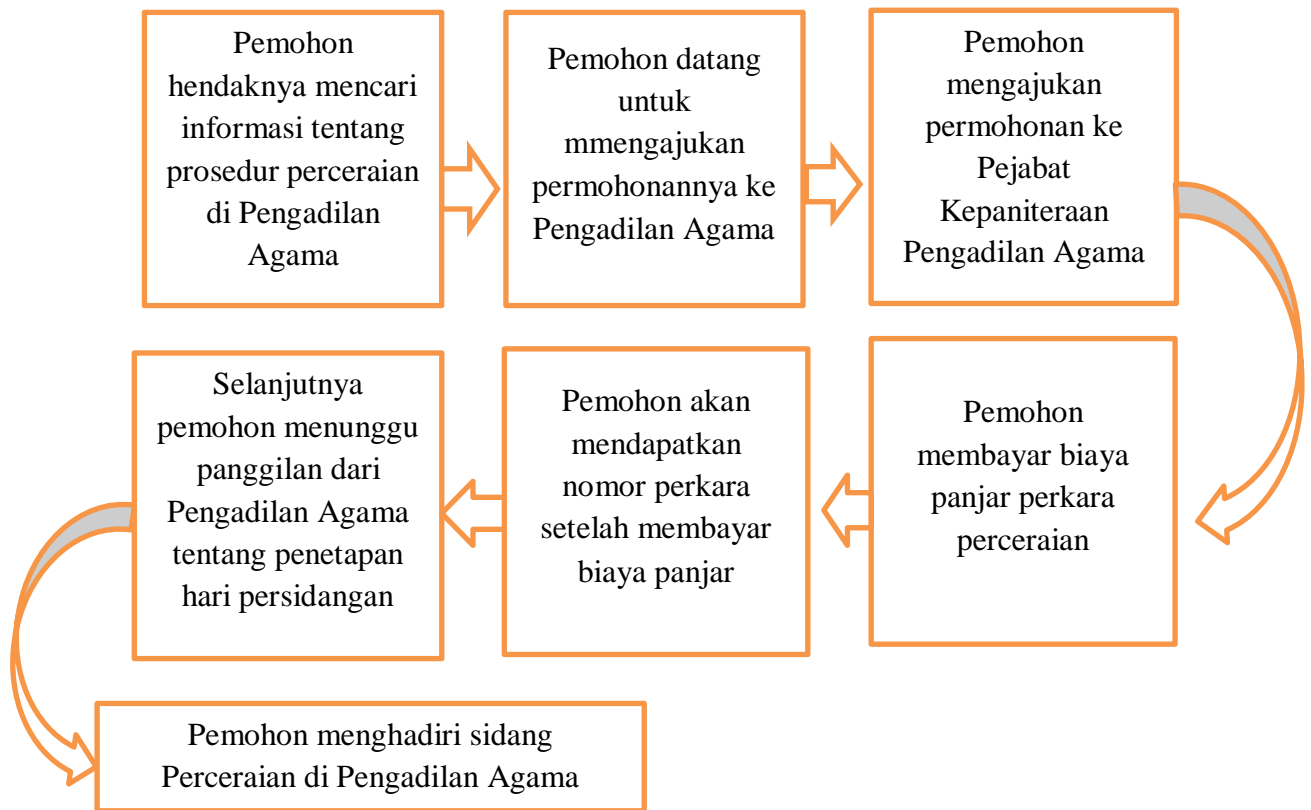 Pemohon
hendaknya mencari
informasi tentang
prosedur perceraian
di Pengadilan
Agama
Pemohon datang
untuk
mmengajukan
permohonannya ke
Pengadilan Agama
Pemohon
mengajukan
permohonan ke
Pejabat
Kepaniteraan
Pengadilan Agama
Pemohon
membayar biaya
panjar perkara
perceraian
Pemohon akan
mendapatkan
nomor perkara
setelah membayar
biaya panjar
Selanjutnya
pemohon menunggu
panggilan dari
Pengadilan Agama
tentang penetapan
hari persidangan
Pemohon menghadiri sidang
Perceraian di Pengadilan Agama